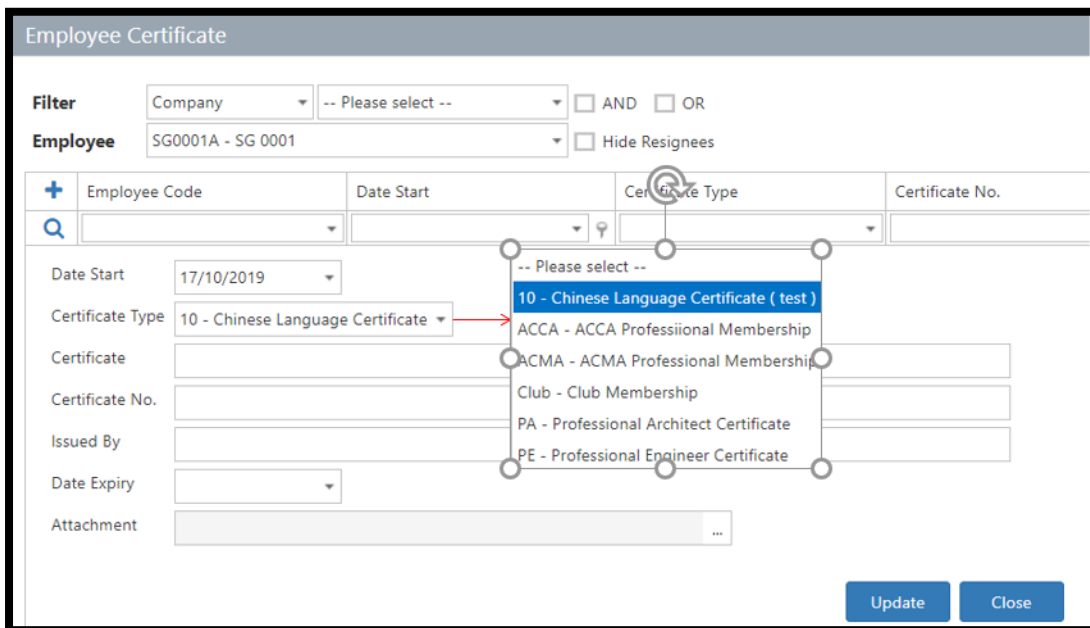 Employee Certificate
Filter Company -- Please select -- AND OR
Employee SG0001A - SG 0001 Hide Resignees
Employee Code Date Start Certificate Type Certificate No.
Date Start 17/10/2019
Certificate Type 10 - Chinese Language Certificate
Certificate
Certificate No.
Issued By
Date Expiry
Attachment ...
-- Please select --
10 - Chinese Language Certificate ( test )
ACCA - ACCA Professiional Membership
ACMA - ACMA Professional Membership
Club - Club Membership
PA - Professional Architect Certificate
PE - Professional Engineer Certificate
Update Close